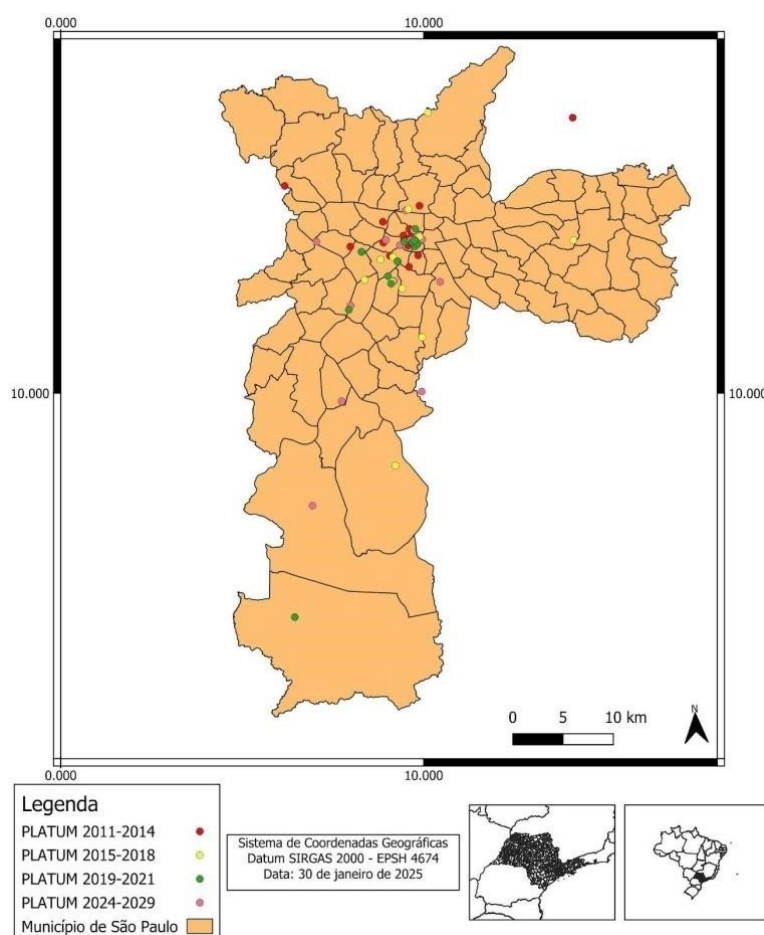 0.000 10.000
10.000 10.000
N
0 5 10 km
0.000 10.000
Legenda
PLATUM 2011-2014
PLATUM 2015-2018
PLATUM 2019-2021
PLATUM 2024-2029
Município de São Paulo
Sistema de Coordenadas Geográficas
Datum SIRGAS 2000 - EPSH 4674
Data: 30 de janeiro de 2025